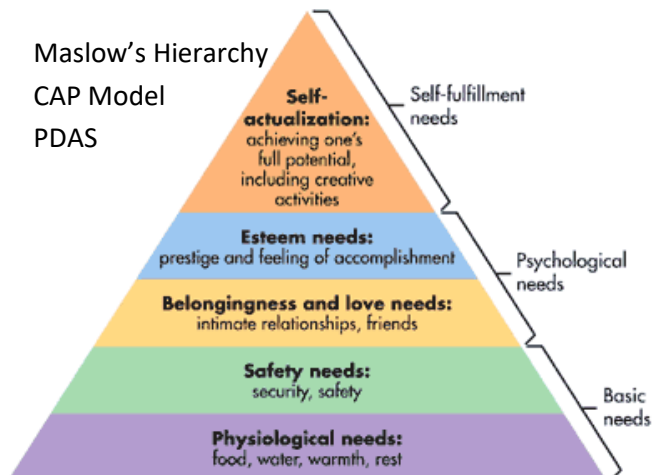 Maslow’s Hierarchy
CAP Model
PDAS
Self-
actualization:
achieving one’s
full potential,
including creative
activities
Self-fulfillment
needs
Esteem needs:
prestige and feeling of accomplishment
Psychological
needs
Belongingness and love needs:
intimate relationships, friends
Safety needs:
security, safety
Basic
needs
Physiological needs:
food, water, warmth, rest